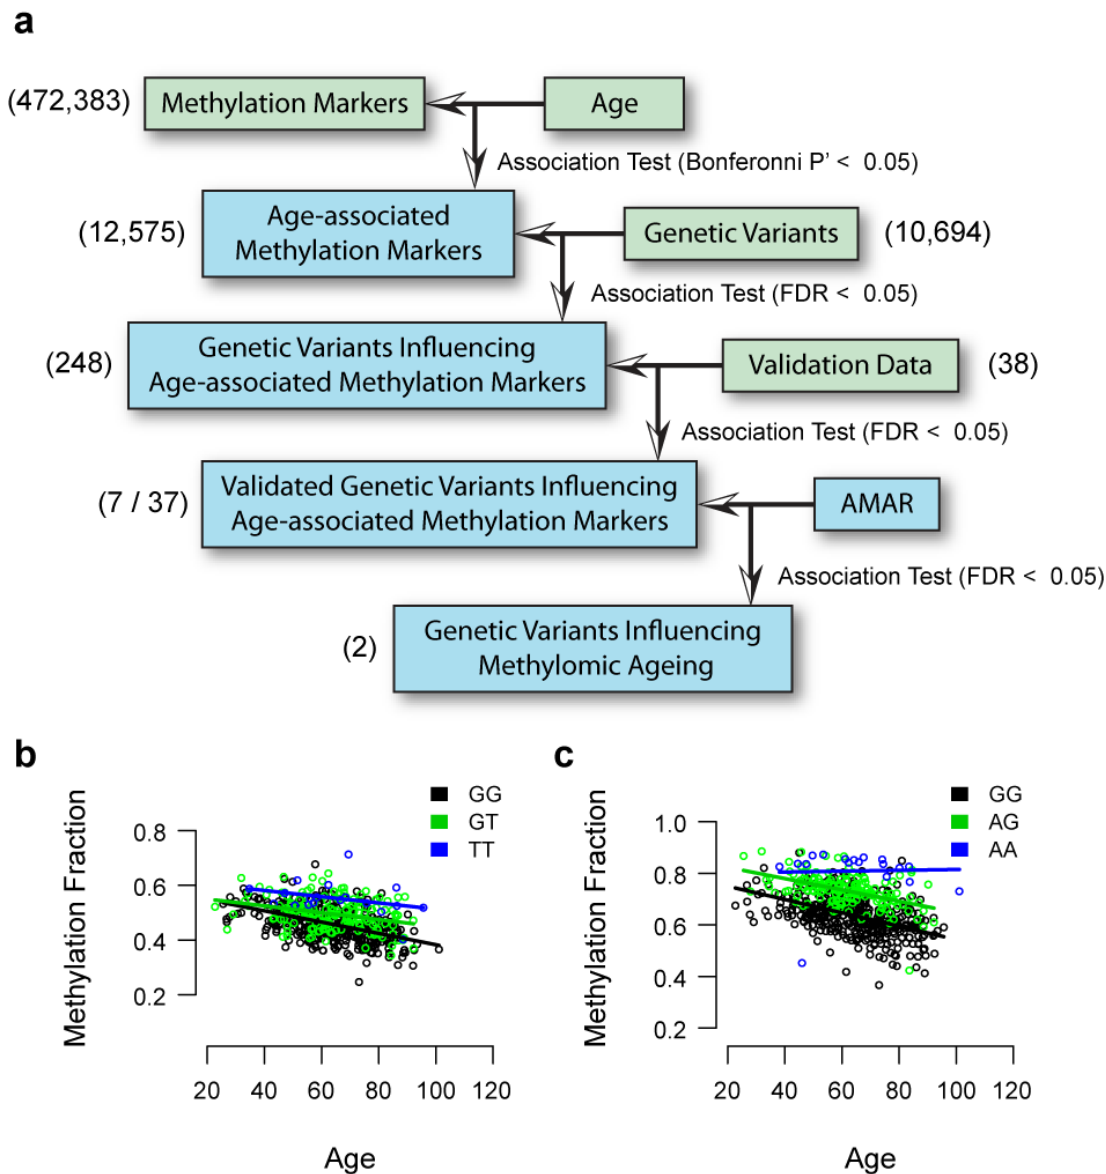 a
(472,383)
Methylation Markers
Age
Association Test (Bonferonni P' < 0.05)
(12,575)
Age-associated
Methylation Markers
Genetic Variants
(10,694)
Association Test (FDR < 0.05)
(248)
Genetic Variants Influencing
Age-associated Methylation Markers
Validation Data
(38)
Association Test (FDR < 0.05)
(7 / 37)
Validated Genetic Variants Influencing
Age-associated Methylation Markers
AMAR
Association Test (FDR < 0.05)
(2)
Genetic Variants Influencing
Methylomic Ageing
b
Methylation Fraction
0.8
0.6
0.4
0.2
GG
GT
TT
20 40 60 80 100 120
Age
c
Methylation Fraction
1.0
0.8
0.6
0.4
0.2
GG
AG
AA
20 40 60 80 100 120
Age